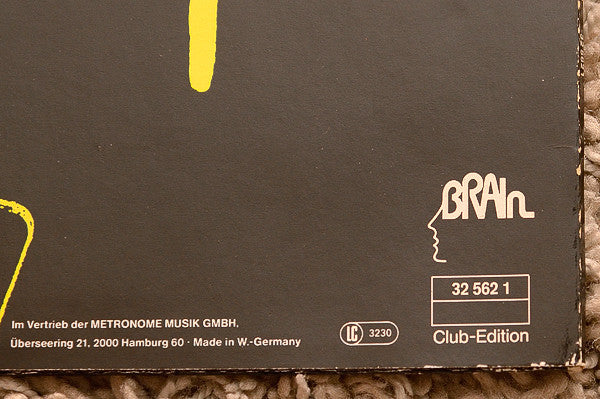 BRAIn
32 562 1
Im Vertrieb der METRONOME MUSIK GMBH,
LC 3230
Überseering 21, 2000 Hamburg 60 · Made in W.-Germany
Club-Edition